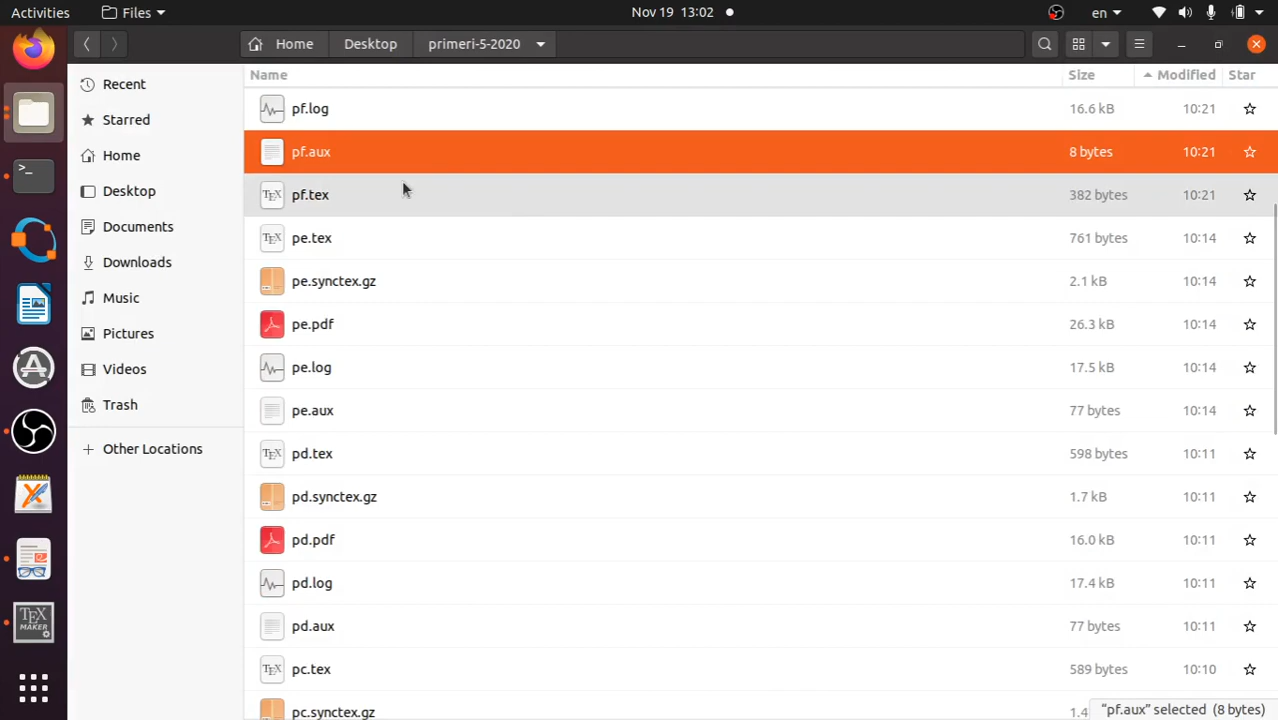 Activities Files Nov 19 13:02 en
Home Desktop primeri-5-2020
Name Size Modified Star
Recent
Starred
Home
Desktop
Documents
Downloads
Music
Pictures
Videos
Trash
Other Locations
pf.log 16.6 kB 10:21
pf.aux 8 bytes 10:21
pf.tex 382 bytes 10:21
pe.tex 761 bytes 10:14
pe.synctex.gz 2.1 kB 10:14
pe.pdf 26.3 kB 10:14
pe.log 17.5 kB 10:14
pe.aux 77 bytes 10:14
pd.tex 598 bytes 10:11
pd.synctex.gz 1.7 kB 10:11
pd.pdf 16.0 kB 10:11
pd.log 17.4 kB 10:11
pd.aux 77 bytes 10:11
pc.tex 589 bytes 10:10
pc.synctex.gz
"pf.aux" selected (8 bytes)
TEX
MAKER